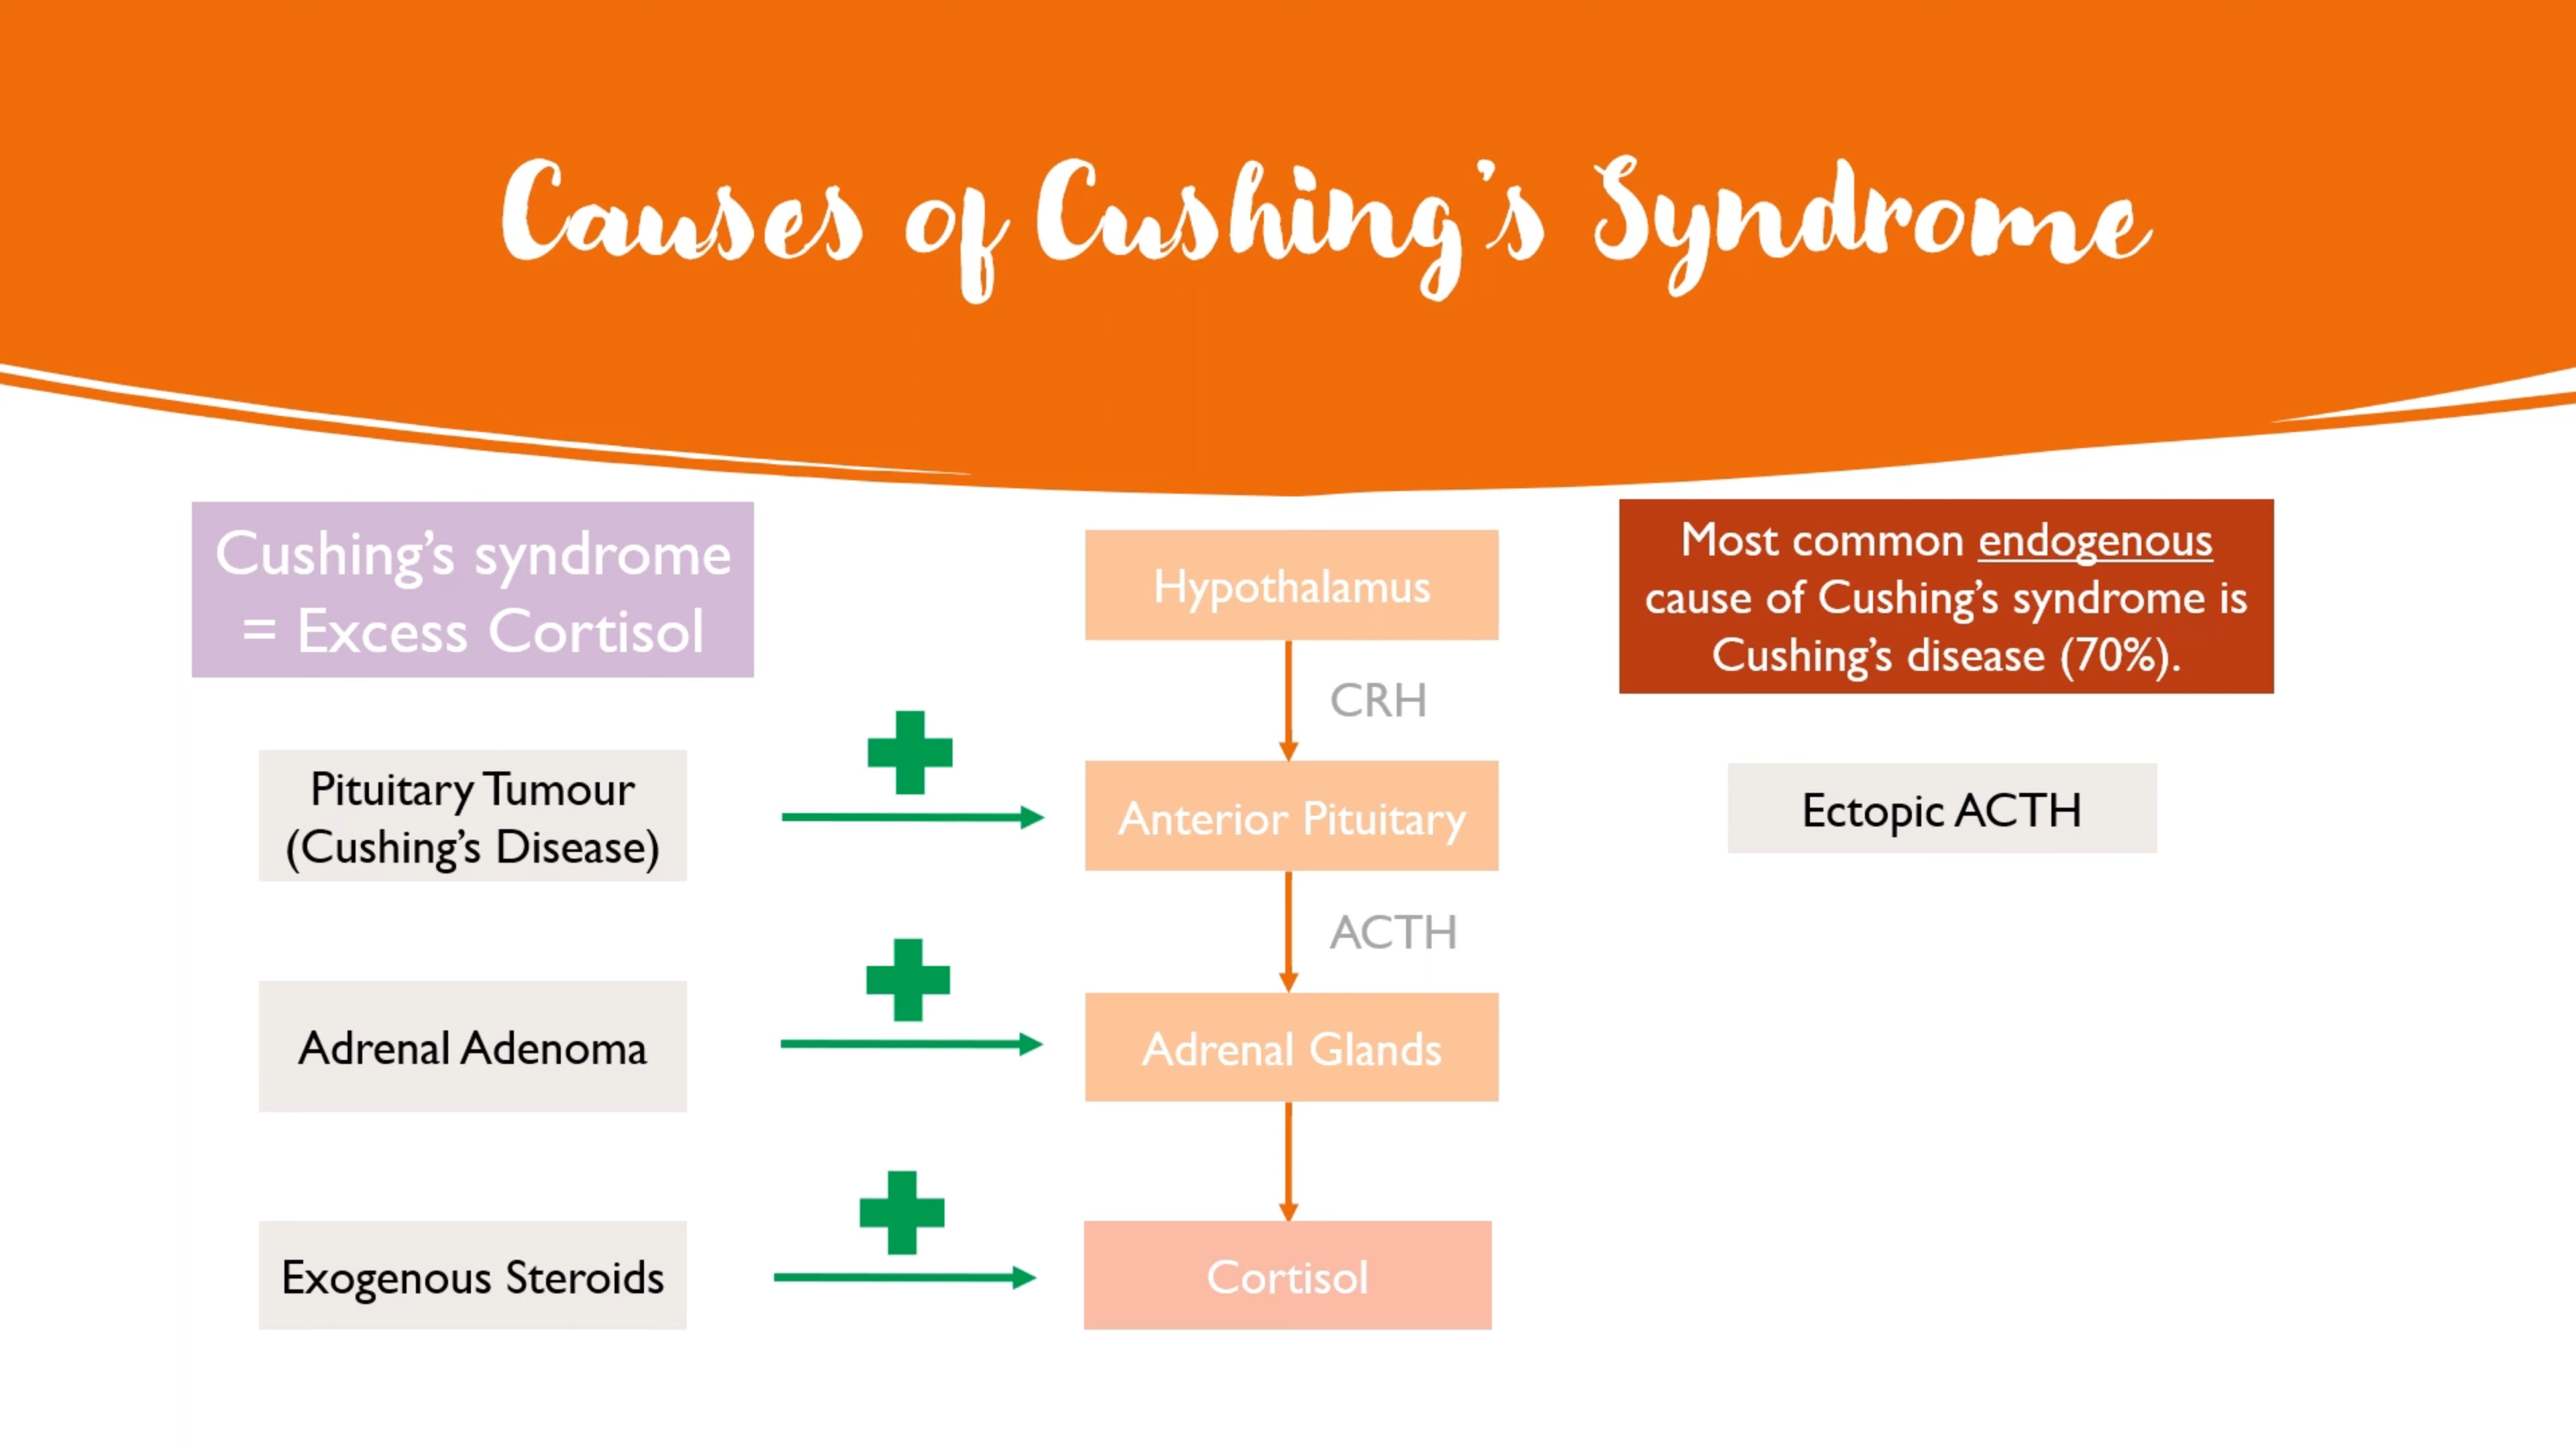 Causes of Cushing's Syndrome
Cushing's syndrome
= Excess Cortisol
Hypothalamus
Most common endogenous
cause of Cushing's syndrome is
Cushing's disease (70%).
CRH
Pituitary Tumour
(Cushing's Disease)
Anterior Pituitary
Ectopic ACTH
ACTH
Adrenal Adenoma
Adrenal Glands
Exogenous Steroids
Cortisol